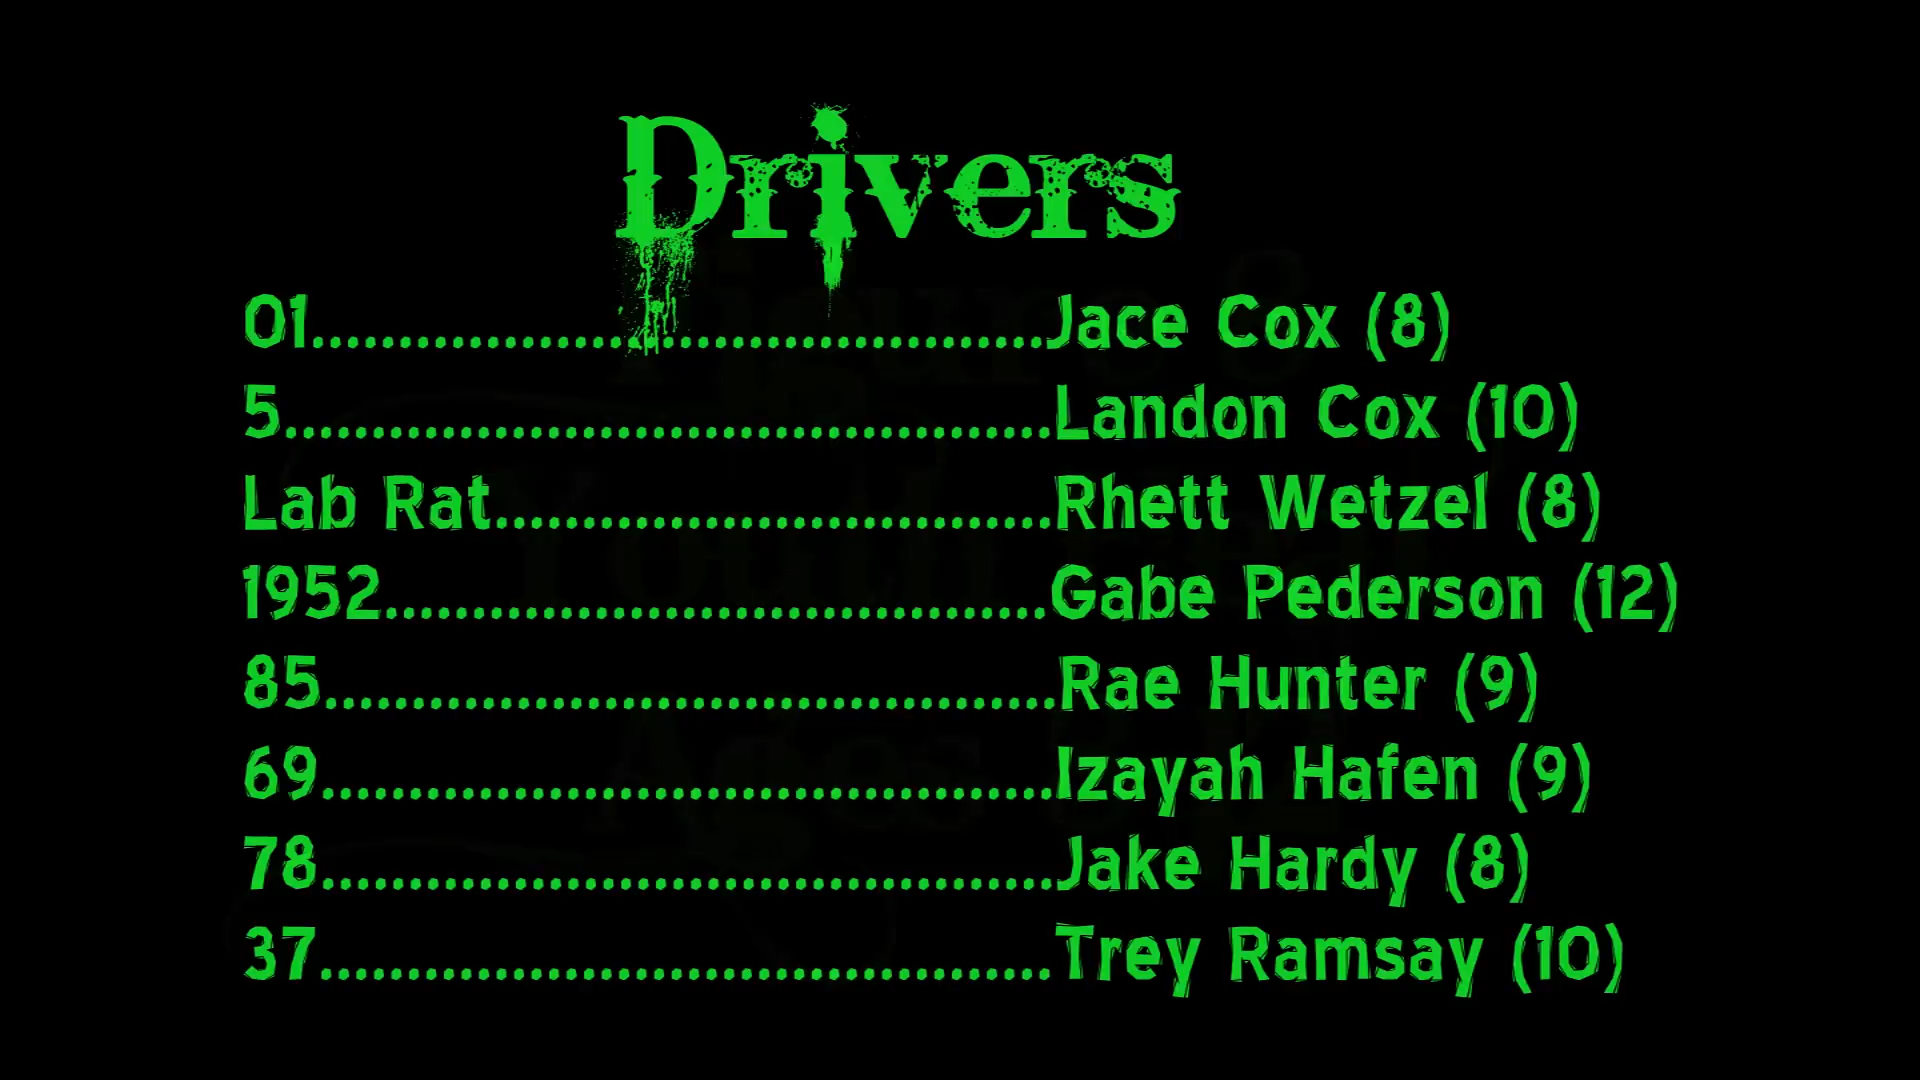 Drivers
01..........................................Jace Cox (8)
5............................................Landon Cox (10)
Lab Rat................................Rhett Wetzel (8)
1952......................................Gabe Pederson (12)
85..........................................Rae Hunter (9)
69..........................................Izayah Hafen (9)
78..........................................Jake Hardy (8)
37..........................................Trey Ramsay (10)